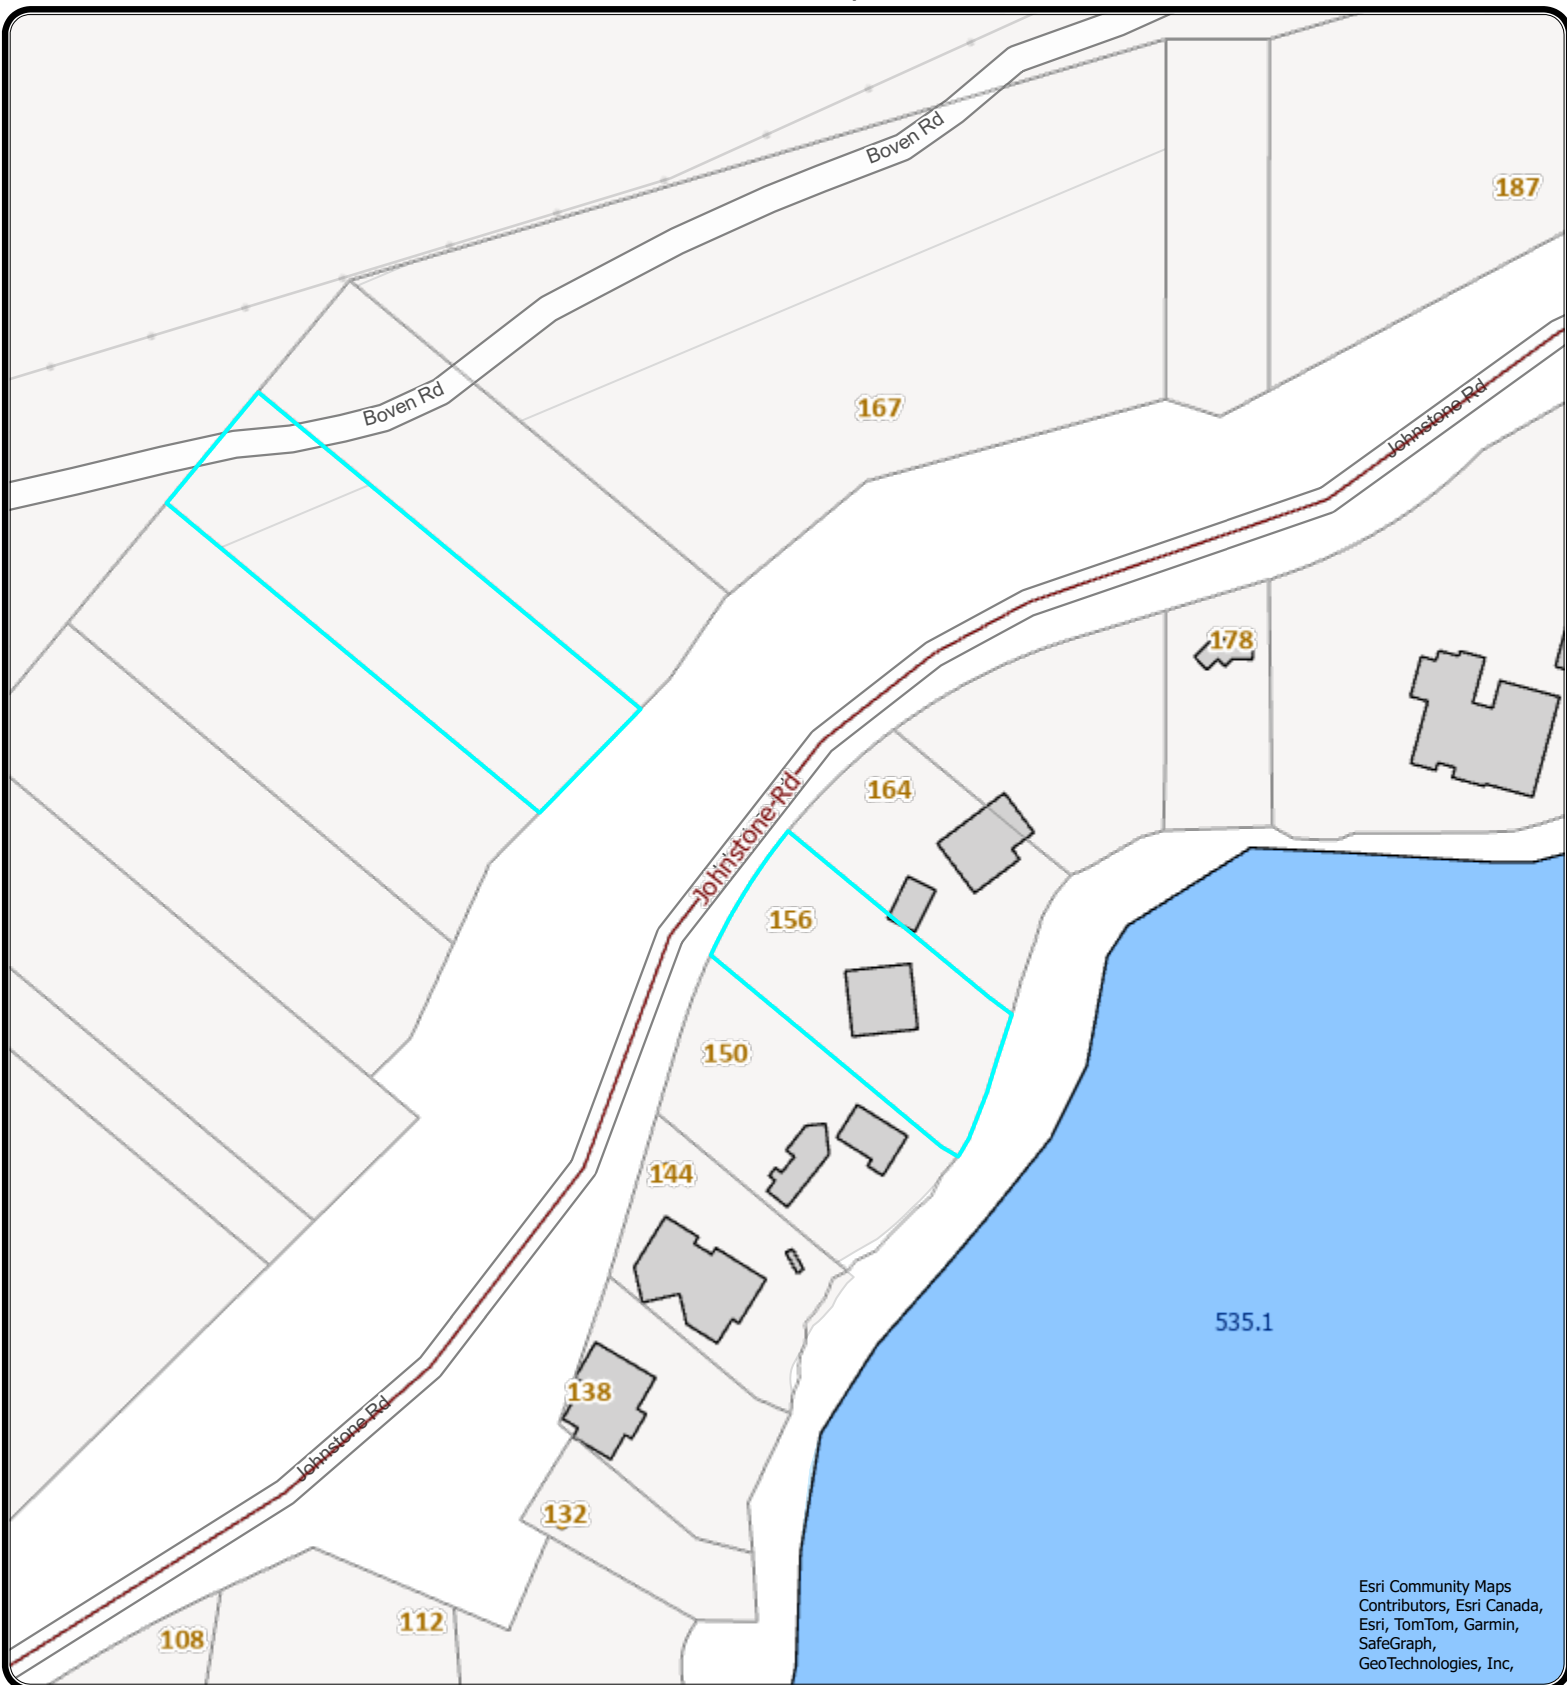 Boven Rd
187
Boven Rd
167
Johnstone Rd
178
164
Johnstone Rd
156
150
144
535.1
138
Johnstone Rd
132
112
108
Esri Community Maps
Contributors, Esri Canada,
Esri, TomTom, Garmin,
SafeGraph,
GeoTechnologies, Inc,